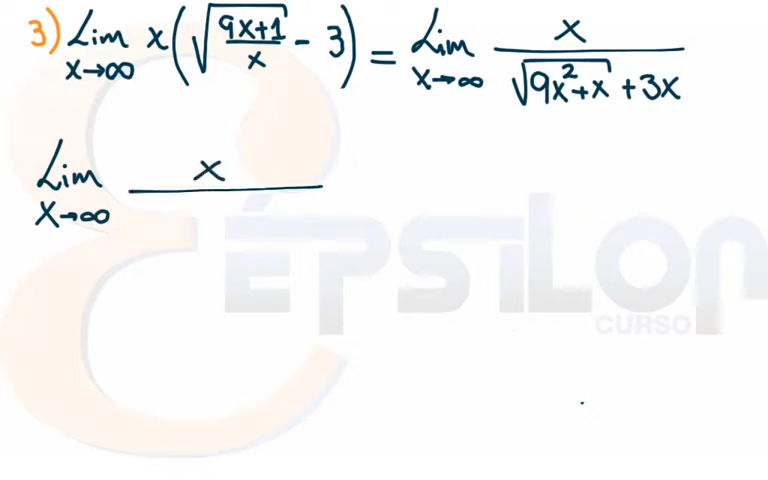 3) Lim x→∞ x(√((9x+1)/x) - 3) = Lim x→∞ x/(√(9x²+x) + 3x)
Lim x→∞ x
ÉPSILON
CURSO